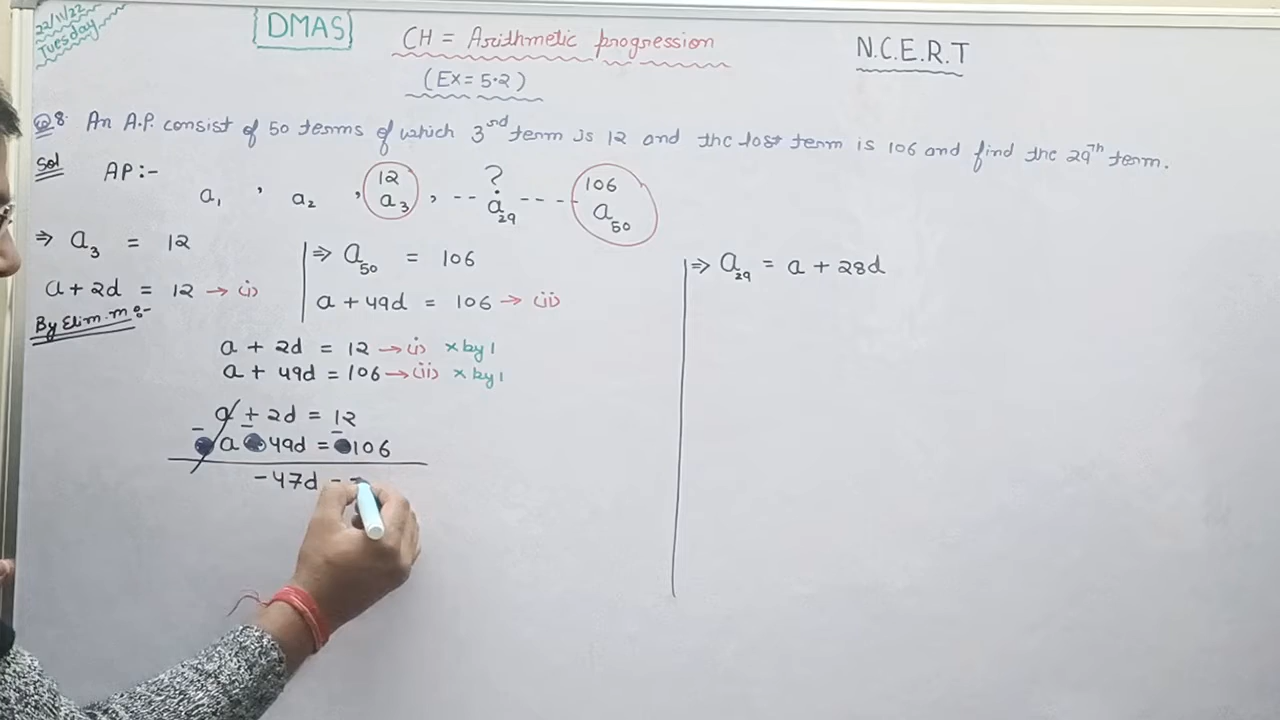 22/11/22
Tuesday
DMAS
CH = Arithmetic progression
N.C.E.R.T
(EX = 5.2)
Q8. An A.P. consist of 50 terms of which 3rd term is 12 and the last term is 106 and find the 29th term.
Sol
AP:-
12 ? 106
a₁ , a₂ , a₃ , -- a₂₉ ---- a₅₀
⇒ a₃ = 12
a + 2d = 12 → (i)
⇒ a₅₀ = 106
a + 49d = 106 → (ii)
⇒ a₂₉ = a + 28d
By Elim. m:-
a + 2d = 12 → (i) × by 1
a + 49d = 106 → (ii) × by 1
a + 2d = 12
- - -
a 49d = 106
-47d = -